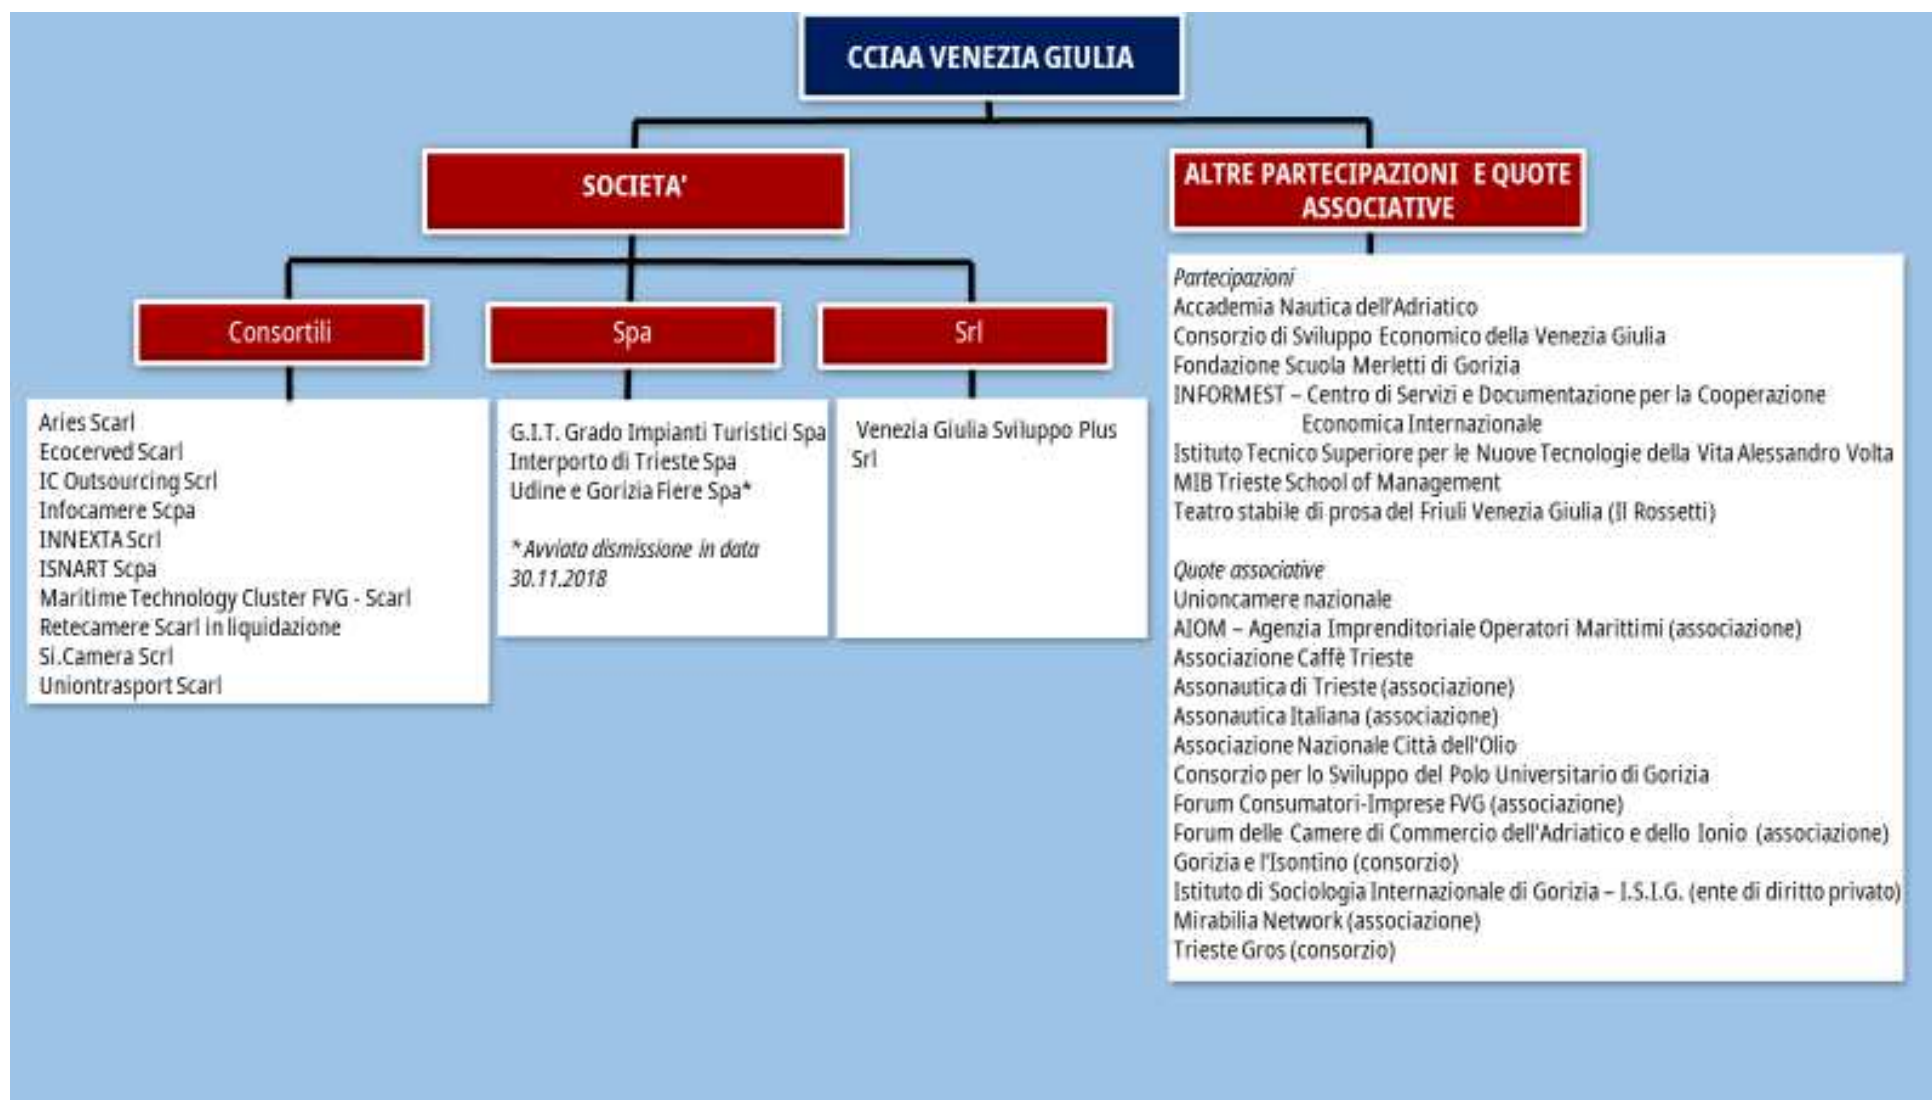 CCIAA VENEZIA GIULIA
SOCIETA'
ALTRE PARTECIPAZIONI E QUOTE
ASSOCIATIVE
Consortili
Spa
Srl
Aries Scarl
Ecocerved Scarl
IC Outsourcing Scrl
Infocamere Scpa
INNEXTA Scrl
ISNART Scpa
Maritime Technology Cluster FVG - Scarl
Retecamere Scarl in liquidazione
Si.Camera Scrl
Uniontrasport Scarl
G.I.T. Grado Impianti Turistici Spa
Interporto di Trieste Spa
Udine e Gorizia Fiere Spa*
* Avviata dismissione in data
30.11.2018
Venezia Giulia Sviluppo Plus
Srl
Partecipazioni
Accademia Nautica dell'Adriatico
Consorzio di Sviluppo Economico della Venezia Giulia
Fondazione Scuola Merletti di Gorizia
INFORMEST – Centro di Servizi e Documentazione per la Cooperazione
Economica Internazionale
Istituto Tecnico Superiore per le Nuove Tecnologie della Vita Alessandro Volta
MIB Trieste School of Management
Teatro stabile di prosa del Friuli Venezia Giulia (Il Rossetti)
Quote associative
Unioncamere nazionale
AIOM – Agenzia Imprenditoriale Operatori Marittimi (associazione)
Associazione Caffè Trieste
Assonautica di Trieste (associazione)
Assonautica Italiana (associazione)
Associazione Nazionale Città dell'Olio
Consorzio per lo Sviluppo del Polo Universitario di Gorizia
Forum Consumatori-Imprese FVG (associazione)
Forum delle Camere di Commercio dell'Adriatico e dello Ionio (associazione)
Gorizia e l'Isontino (consorzio)
Istituto di Sociologia Internazionale di Gorizia – I.S.I.G. (ente di diritto privato)
Mirabilia Network (associazione)
Trieste Gros (consorzio)